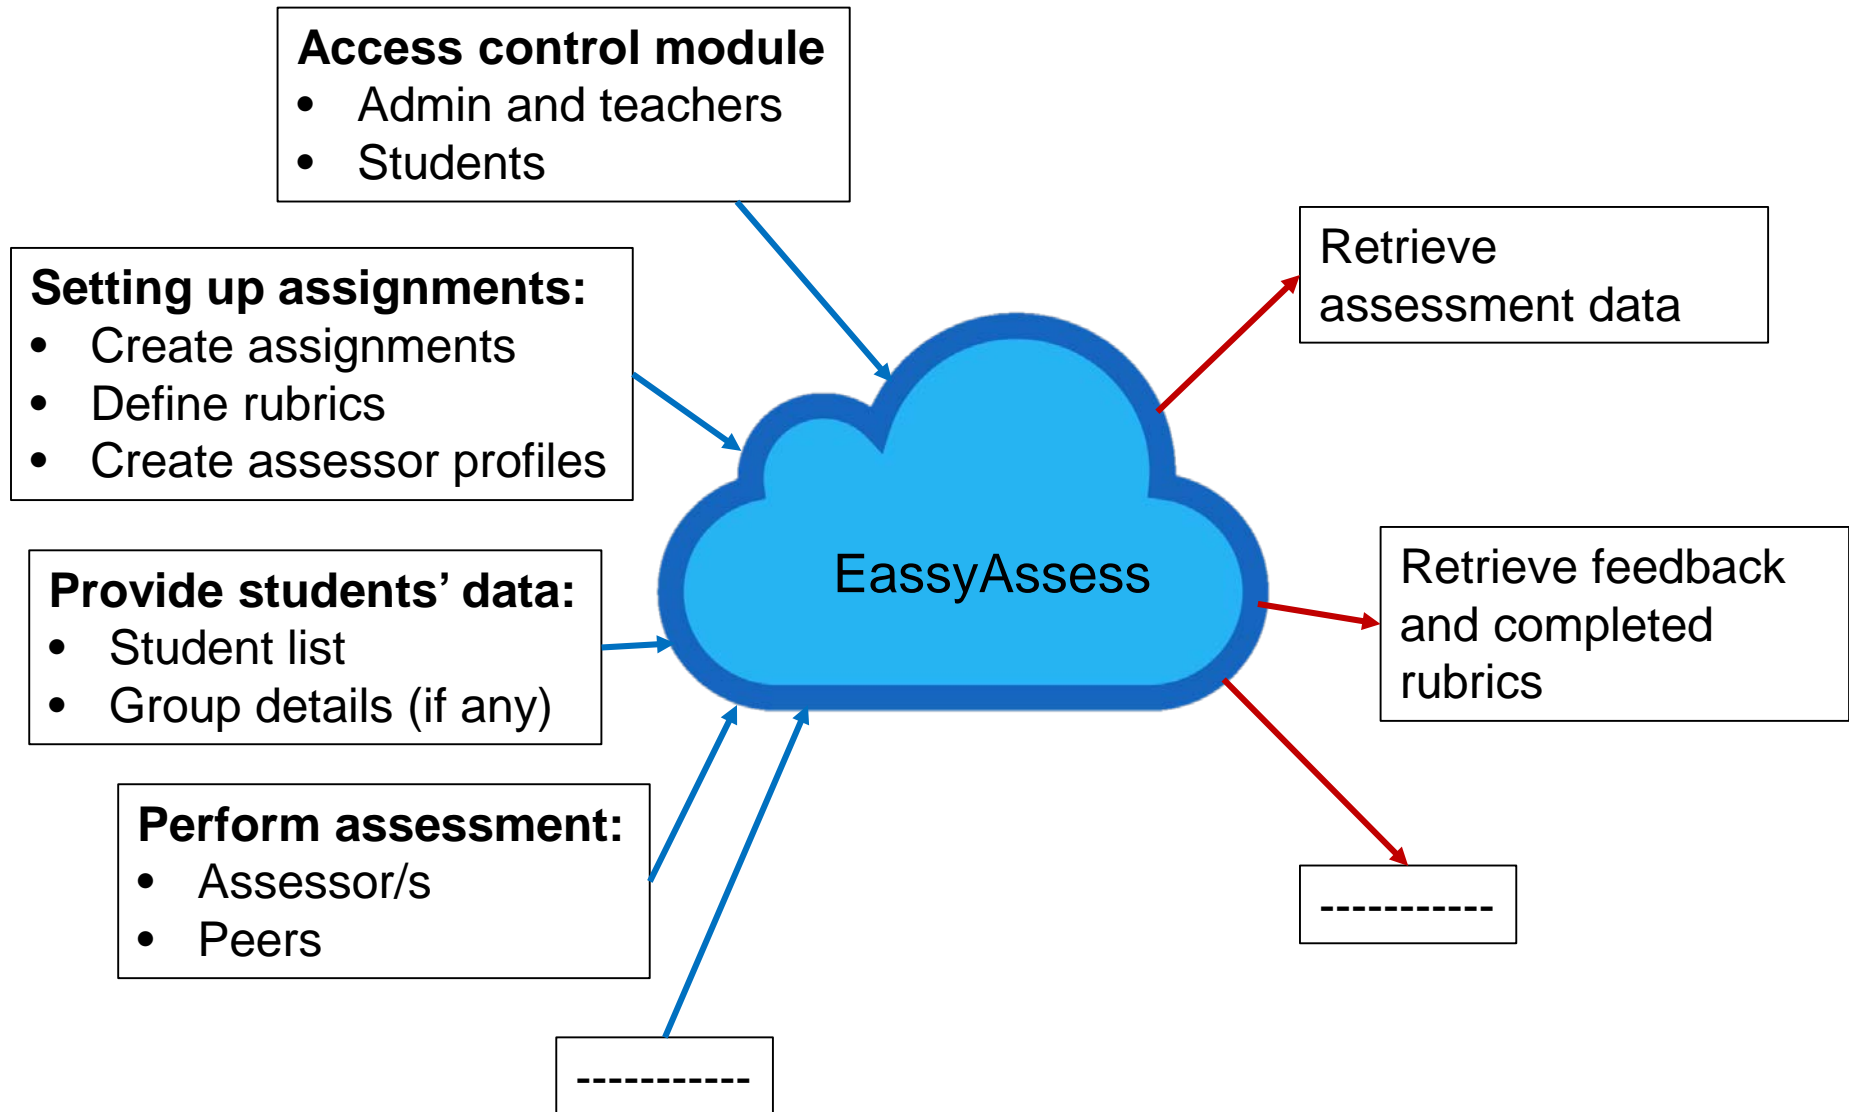 Access control module
• Admin and teachers
• Students
Setting up assignments:
• Create assignments
• Define rubrics
• Create assessor profiles
Provide students’ data:
• Student list
• Group details (if any)
Perform assessment:
• Assessor/s
• Peers
-----------
EassyAssess
Retrieve
assessment data
Retrieve feedback
and completed
rubrics
-----------